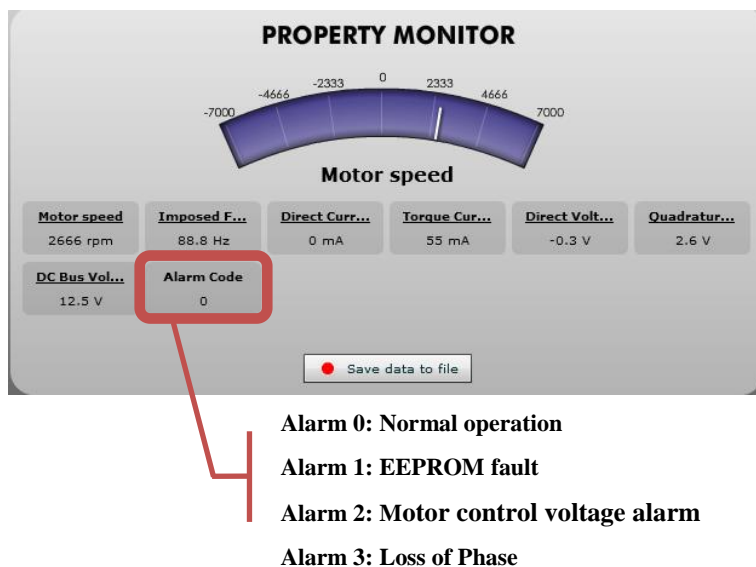 PROPERTY MONITOR
-7000 -4666 -2333 0 2333 4666 7000
Motor speed
Motor speed Imposed F... Direct Curr... Torque Cur... Direct Volt... Quadratur...
2666 rpm 88.8 Hz 0 mA 55 mA -0.3 V 2.6 V
DC Bus Vol... Alarm Code
12.5 V 0
Save data to file
Alarm 0: Normal operation
Alarm 1: EEPROM fault
Alarm 2: Motor control voltage alarm
Alarm 3: Loss of Phase